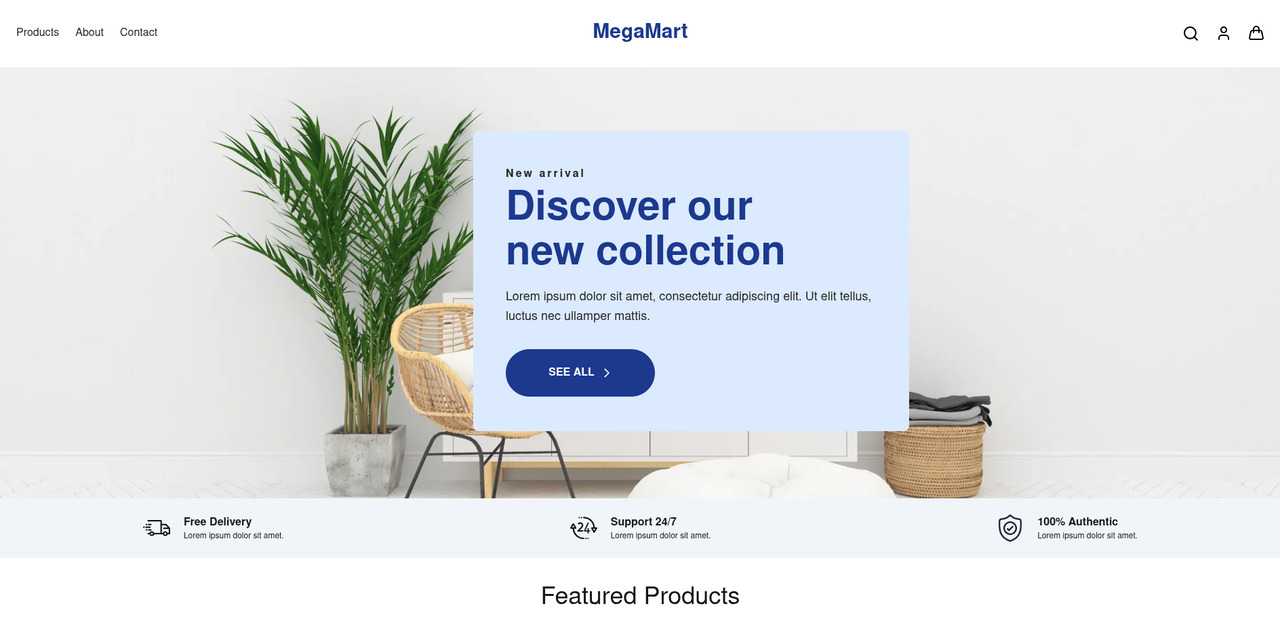 Products About Contact
MegaMart
New arrival
Discover our
new collection
Lorem ipsum dolor sit amet, consectetur adipiscing elit. Ut elit tellus,
luctus nec ullamper mattis.
SEE ALL
Free Delivery
Lorem ipsum dolor sit amet.
24
Support 24/7
Lorem ipsum dolor sit amet.
100% Authentic
Lorem ipsum dolor sit amet.
Featured Products